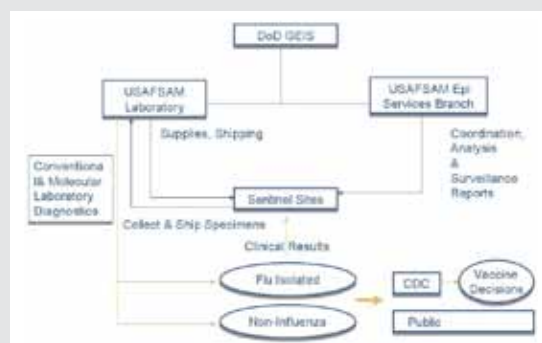 DoD GEIS
USAFSAM
Laboratory
USAFSAM Epi
Services Branch
Supplies, Shipping
Coordination,
Analysis
&
Surveillance
Reports
Conventiona
l& Molecular
Laboratory
Diagnostics
Sentinel Sites
Collect & Ship Specimens
Clinical Results
Flu Isolated
CDC
Vaccine
Decisions
Non-Influenza
Public